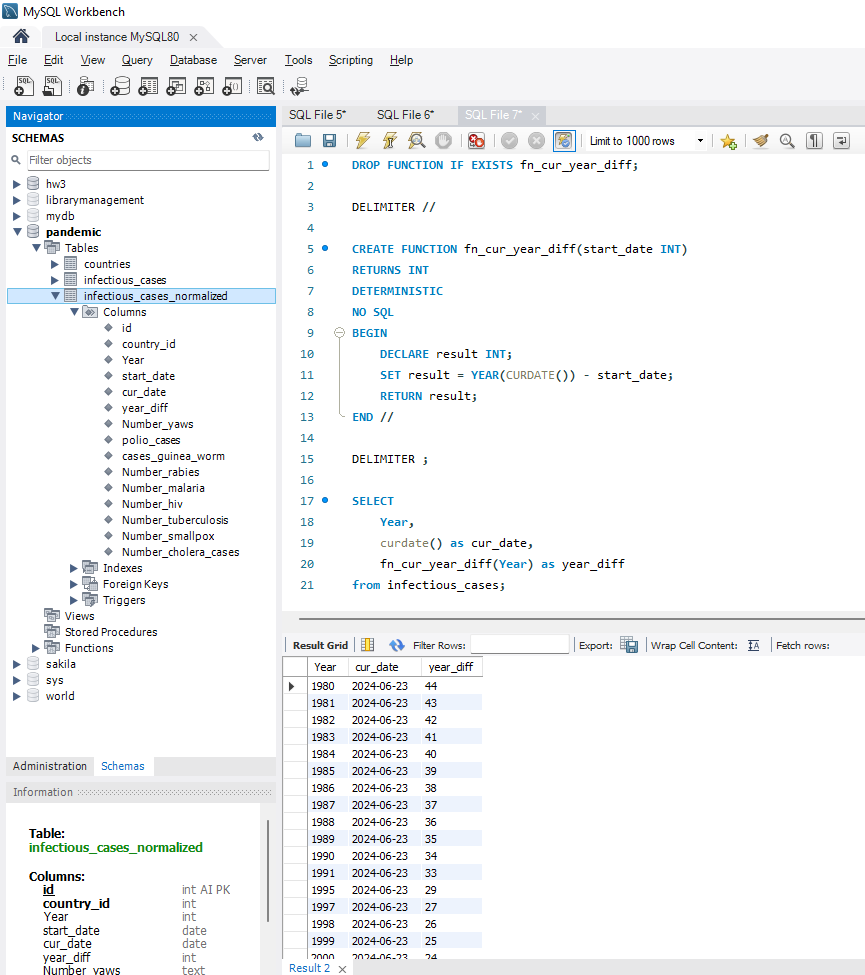 MySQL Workbench
Local instance MySQL80
File Edit View Query Database Server Tools Scripting Help
Navigator
SCHEMAS
Filter objects
hw3
librarymanagement
mydb
pandemic
Tables
countries
infectious_cases
infectious_cases_normalized
Columns
id
country_id
Year
start_date
cur_date
year_diff
Number_yaws
polio_cases
cases_guinea_worm
Number_rabies
Number_malaria
Number_hiv
Number_tuberculosis
Number_smallpox
Number_cholera_cases
Indexes
Foreign Keys
Triggers
Views
Stored Procedures
Functions
sakila
sys
world
Administration Schemas
Information
Table:
infectious_cases_normalized
Columns:
id int AI PK
country_id int
Year int
start_date date
cur_date date
year_diff int
Number_yaws text
SQL File 5* SQL File 6* SQL File 7*
Limit to 1000 rows
1 DROP FUNCTION IF EXISTS fn_cur_year_diff;
2
3 DELIMITER //
4
5 CREATE FUNCTION fn_cur_year_diff(start_date INT)
6 RETURNS INT
7 DETERMINISTIC
8 NO SQL
9 BEGIN
10 DECLARE result INT;
11 SET result = YEAR(CURDATE()) - start_date;
12 RETURN result;
13 END //
14
15 DELIMITER ;
16
17 SELECT
18 Year,
19 curdate() as cur_date,
20 fn_cur_year_diff(Year) as year_diff
21 from infectious_cases;
Result Grid Filter Rows: Export: Wrap Cell Content: Fetch rows:
Year cur_date year_diff
1980 2024-06-23 44
1981 2024-06-23 43
1982 2024-06-23 42
1983 2024-06-23 41
1984 2024-06-23 40
1985 2024-06-23 39
1986 2024-06-23 38
1987 2024-06-23 37
1988 2024-06-23 36
1989 2024-06-23 35
1990 2024-06-23 34
1991 2024-06-23 33
1995 2024-06-23 29
1997 2024-06-23 27
1998 2024-06-23 26
1999 2024-06-23 25
2000 2024-06-23 24
Result 2